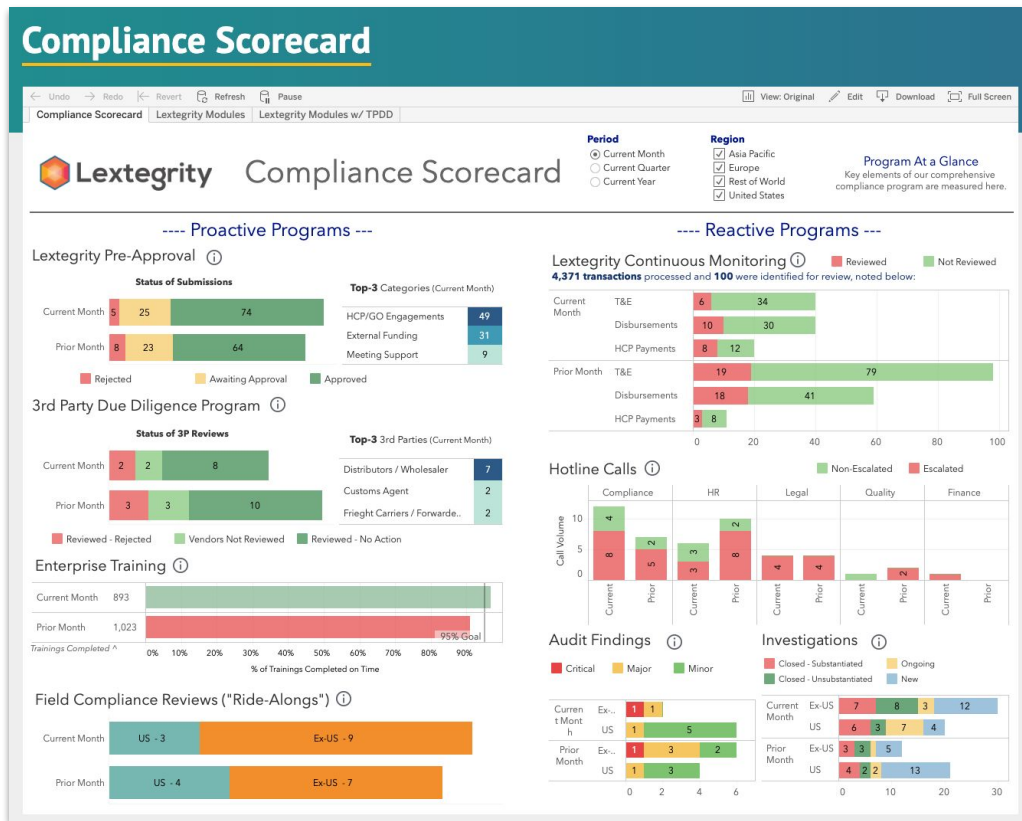 Compliance Scorecard
Undo Redo Revert Refresh Pause View: Original Edit Download Full Screen
Compliance Scorecard Lextegrity Modules Lextegrity Modules w/ TPDD
Lextegrity Compliance Scorecard
Period
Current Month
Current Quarter
Current Year
Region
Asia Pacific
Europe
Rest of World
United States
Program At a Glance
Key elements of our comprehensive
compliance program are measured here.
---- Proactive Programs ---
Lextegrity Pre-Approval
Status of Submissions
Current Month 5 25 74
Prior Month 8 23 64
Rejected Awaiting Approval Approved
Top-3 Categories (Current Month)
HCP/GO Engagements 49
External Funding 31
Meeting Support 9
3rd Party Due Diligence Program
Status of 3P Reviews
Current Month 2 2 8
Prior Month 3 3 10
Reviewed - Rejected Vendors Not Reviewed Reviewed - No Action
Top-3 3rd Parties (Current Month)
Distributors / Wholesaler 7
Customs Agent 2
Frieght Carriers / Forwarde.. 2
Enterprise Training
Current Month 893
Prior Month 1,023
95% Goal
Trainings Completed ^
0% 10% 20% 30% 40% 50% 60% 70% 80% 90%
% of Trainings Completed on Time
Field Compliance Reviews ("Ride-Alongs")
Current Month US - 3 Ex-US - 9
Prior Month US - 4 Ex-US - 7
---- Reactive Programs ---
Lextegrity Continuous Monitoring Reviewed Not Reviewed
4,371 transactions processed and 100 were identified for review, noted below:
Current
Month
T&E 6 34
Disbursements 10 30
HCP Payments 8 12
Prior Month T&E 19 79
Disbursements 18 41
HCP Payments 3 8
0 20 40 60 80 100
Hotline Calls Non-Escalated Escalated
Compliance HR Legal Quality Finance
Call Volume
10
5
0
4 2 3 2
8 5 3 8 4 4 2
Current Prior Current Prior Current Prior Current Prior Current Prior
Audit Findings
Critical Major Minor
Curren
t Mont
h
Ex-.. 1 1
US 1 5
Prior
Month
Ex-.. 1 3 2
US 1 3
0 2 4 6
Investigations
Closed - Substantiated Ongoing
Closed - Unsubstantiated New
Current
Month
Ex-US 7 8 3 12
US 6 3 7 4
Prior
Month
Ex-US 3 3 5
US 4 2 2 13
0 10 20 30